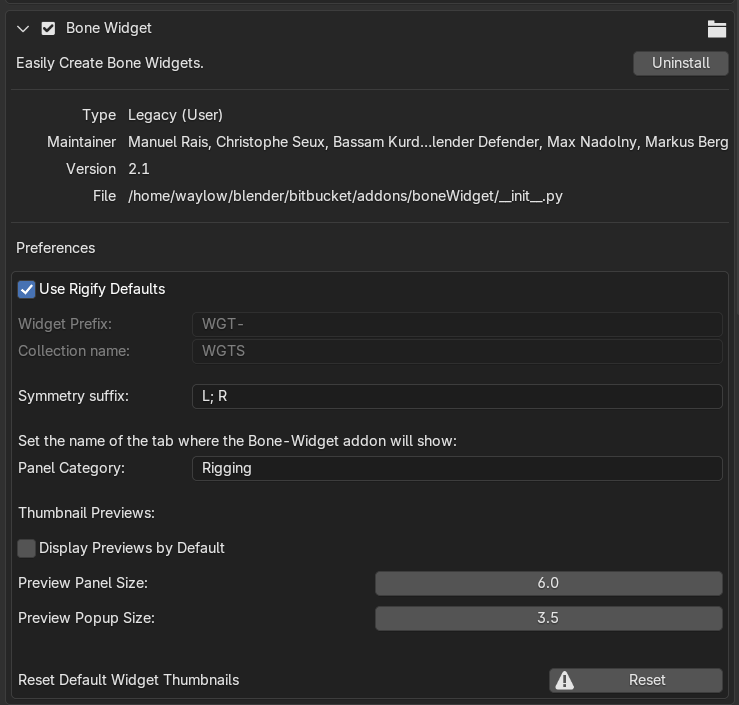 Bone Widget
Easily Create Bone Widgets.
Uninstall
Type Legacy (User)
Maintainer Manuel Rais, Christophe Seux, Bassam Kurd...lender Defender, Max Nadolny, Markus Berg
Version 2.1
File /home/waylow/blender/bitbucket/addons/boneWidget/__init__.py
Preferences
Use Rigify Defaults
Widget Prefix: WGT-
Collection name: WGTS
Symmetry suffix: L; R
Set the name of the tab where the Bone-Widget addon will show:
Panel Category: Rigging
Thumbnail Previews:
Display Previews by Default
Preview Panel Size: 6.0
Preview Popup Size: 3.5
Reset Default Widget Thumbnails Reset